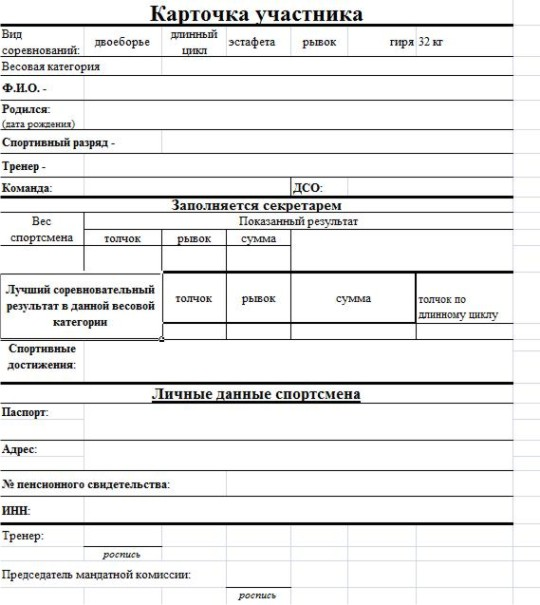 Карточка участника
Вид соревнований: двоеборье длинный цикл эстафета рывок гиря 32 кг
Весовая категория
Ф.И.О. -
Родился:
(дата рождения)
Спортивный разряд -
Тренер -
Команда: ДСО:
Заполняется секретарем
Вес спортсмена Показанный результат
толчок рывок сумма
Лучший соревновательный результат в данной весовой категории толчок рывок сумма толчок по длинному циклу
Спортивные
достижения:
Личные данные спортсмена
Паспорт:
Адрес:
№ пенсионного свидетельства:
ИНН:
Тренер:
роспись
Председатель мандатной комиссии:
роспись